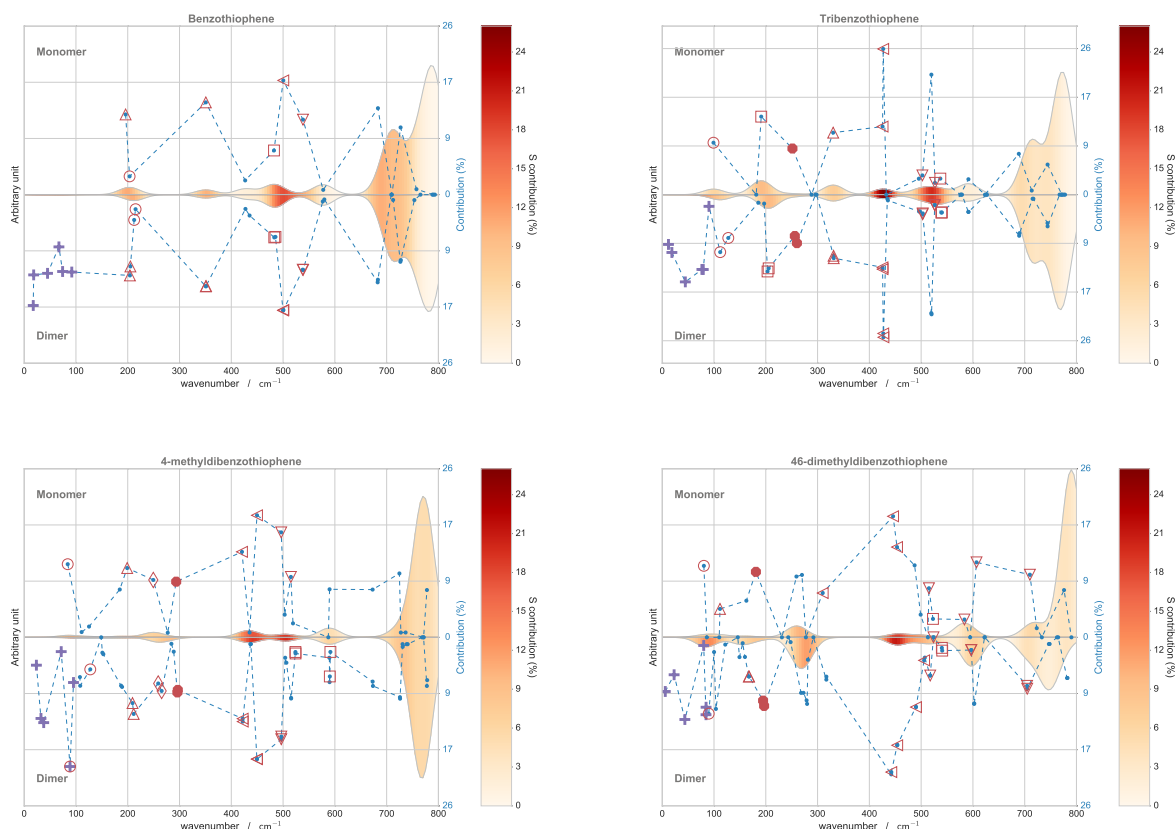 Benzothiophene
Monomer
Dimer
Arbitrary unit
Contribution (%)
26
17
9
0
9
17
26
0 100 200 300 400 500 600 700 800
wavenumber / cm⁻¹
24
21
18
15
12
9
6
3
0
S contribution (%)
Tribenzothiophene
Monomer
Dimer
Arbitrary unit
Contribution (%)
26
17
9
0
9
17
26
0 100 200 300 400 500 600 700 800
wavenumber / cm⁻¹
24
21
18
15
12
9
6
3
0
S contribution (%)
4-methyldibenzothiophene
Monomer
Dimer
Arbitrary unit
Contribution (%)
26
17
9
0
9
17
26
0 100 200 300 400 500 600 700 800
wavenumber / cm⁻¹
24
21
18
15
12
9
6
3
0
S contribution (%)
46-dimethyldibenzothiophene
Monomer
Dimer
Arbitrary unit
Contribution (%)
26
17
9
0
9
17
26
0 100 200 300 400 500 600 700 800
wavenumber / cm⁻¹
24
21
18
15
12
9
6
3
0
S contribution (%)